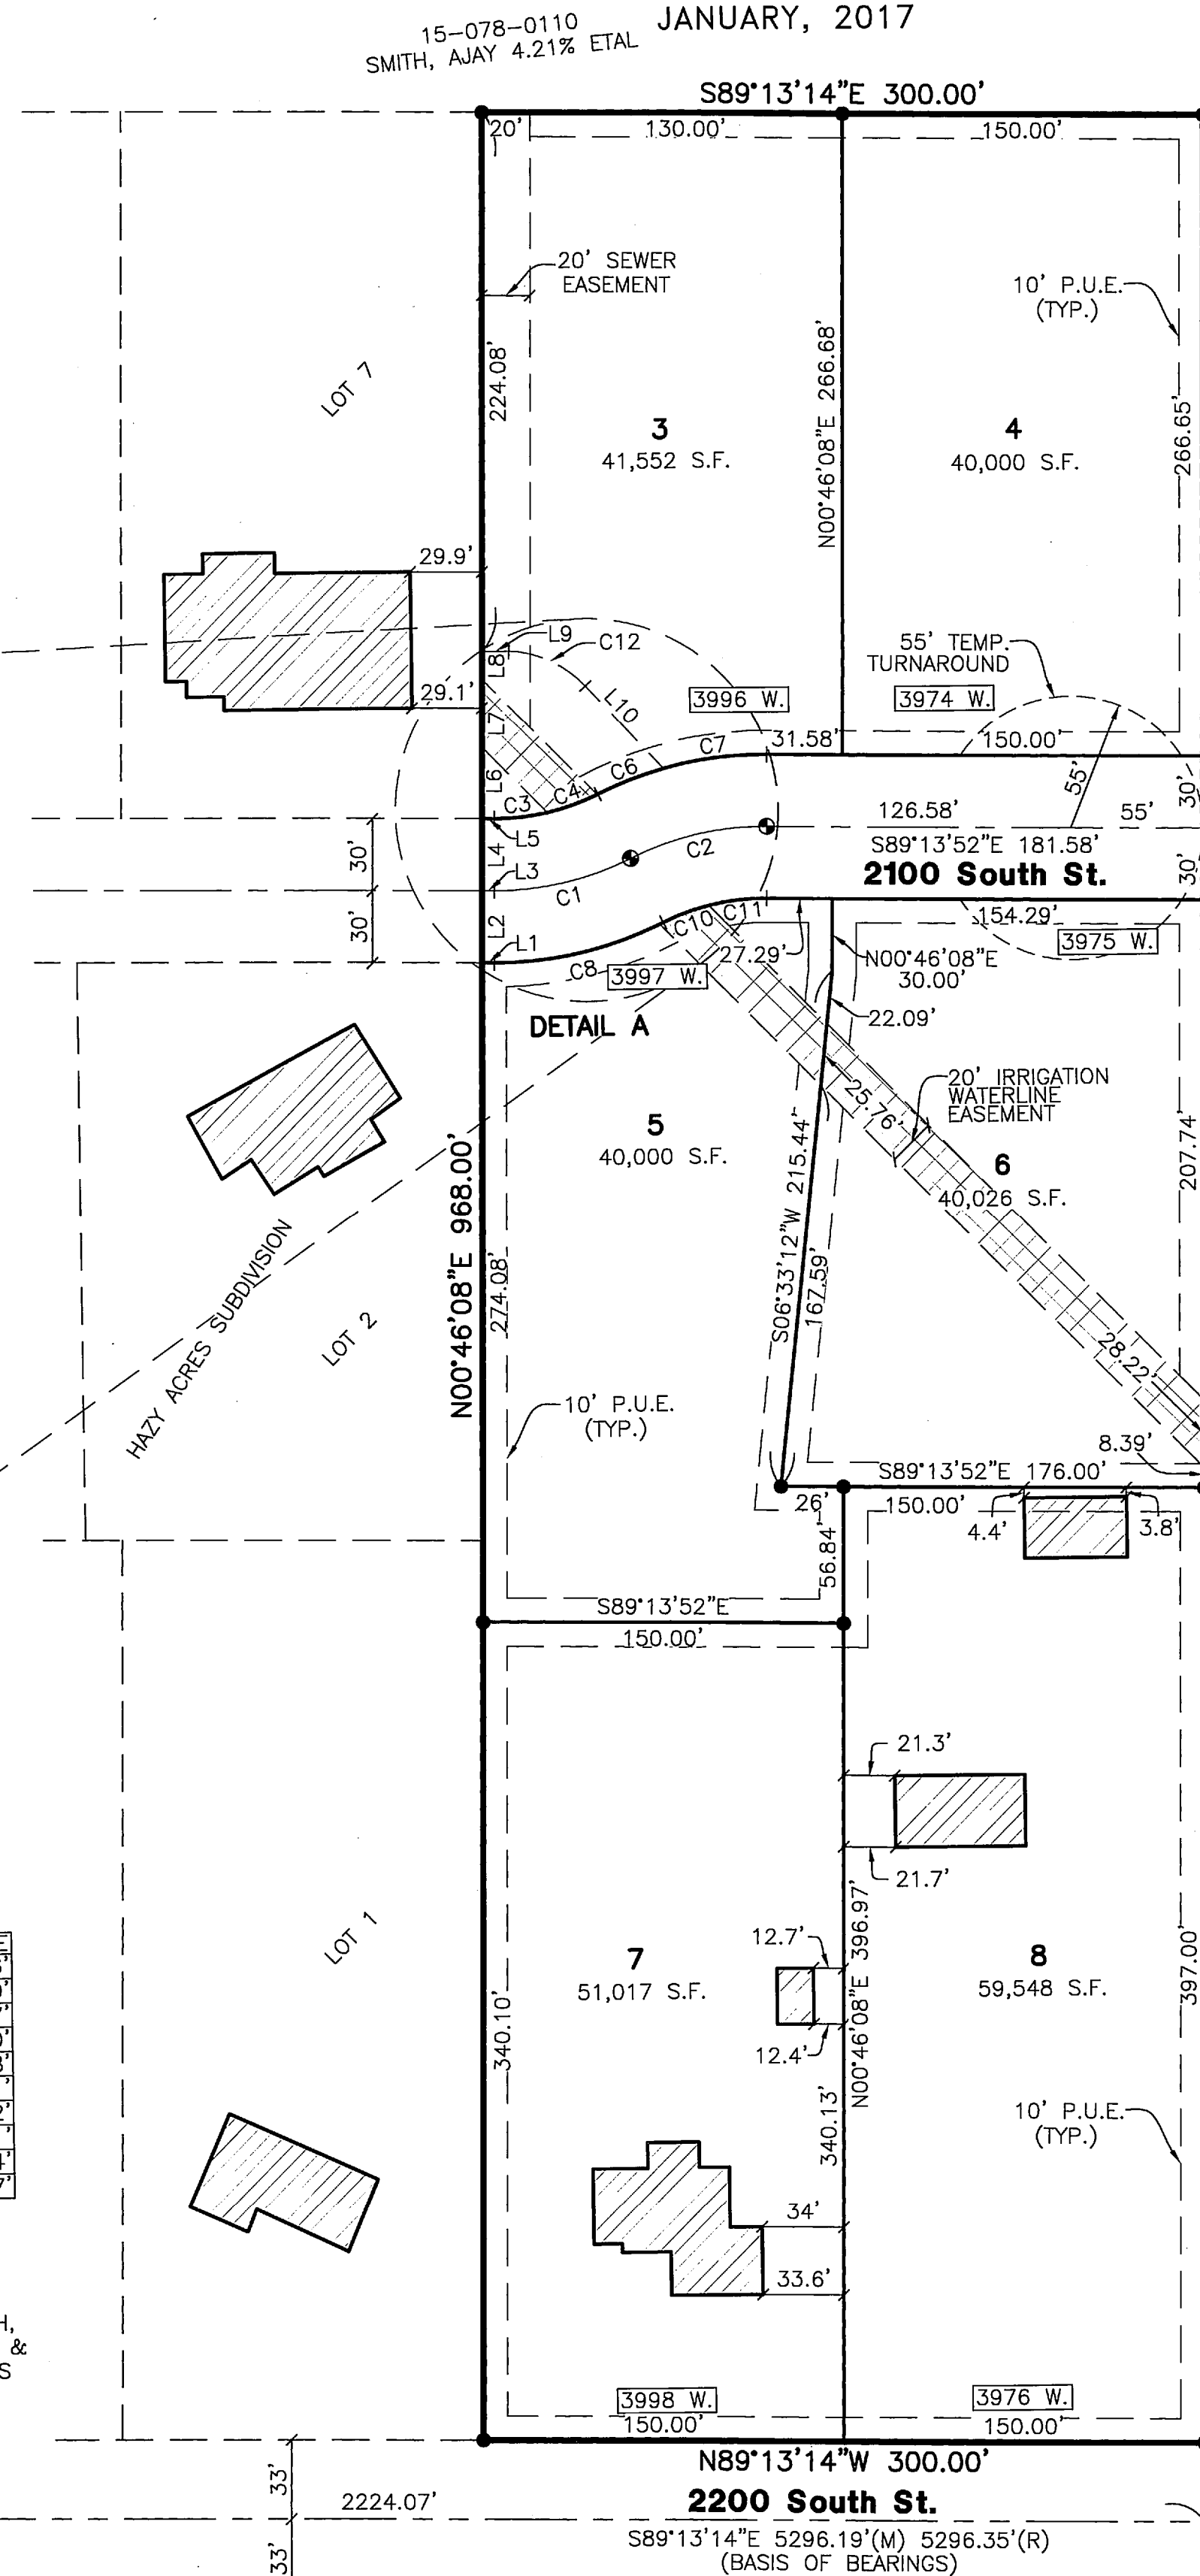 JANUARY, 2017
15-078-0110
SMITH, AJAY 4.21% ETAL
S89°13'14"E 300.00'
20'
130.00'
150.00'
20' SEWER
EASEMENT
10' P.U.E.
(TYP.)
224.08'
N00°46'08"E 266.68'
266.65'
LOT 7
3
41,552 S.F.
4
40,000 S.F.
29.9'
29.1'
L9
C12
L8
L10
L7
L6
55' TEMP.
TURNAROUND
3996 W.
3974 W.
31.58'
150.00'
C7
C6
C4
C3
L5
L4
L3
L2
L1
30'
30'
C1
C2
126.58'
55'
55'
30'
30'
S89°13'52"E 181.58'
2100 South St.
C10
C11
C8
27.29'
154.29'
3975 W.
3997 W.
N00°46'08"E
30.00'
22.09'
DETAIL A
25.76'
20' IRRIGATION
WATERLINE
EASEMENT
5
40,000 S.F.
6
40,026 S.F.
207.74'
S06°33'12"W 215.44'
167.59'
N00°46'08"E 968.00'
274.08'
HAZY ACRES SUBDIVISION
LOT 2
28.22'
10' P.U.E.
(TYP.)
8.39'
S89°13'52"E 176.00'
26'
150.00'
4.4'
3.8'
56.84'
S89°13'52"E
150.00'
21.3'
21.7'
LOT 1
7
51,017 S.F.
12.7'
12.4'
N00°46'08"E 396.97'
8
59,548 S.F.
397.00'
340.10'
340.13'
10' P.U.E.
(TYP.)
34'
33.6'
H,
&
S
3998 W.
3976 W.
150.00'
150.00'
N89°13'14"W 300.00'
33'
2224.07'
2200 South St.
33'
S89°13'14"E 5296.19'(M) 5296.35'(R)
(BASIS OF BEARINGS)